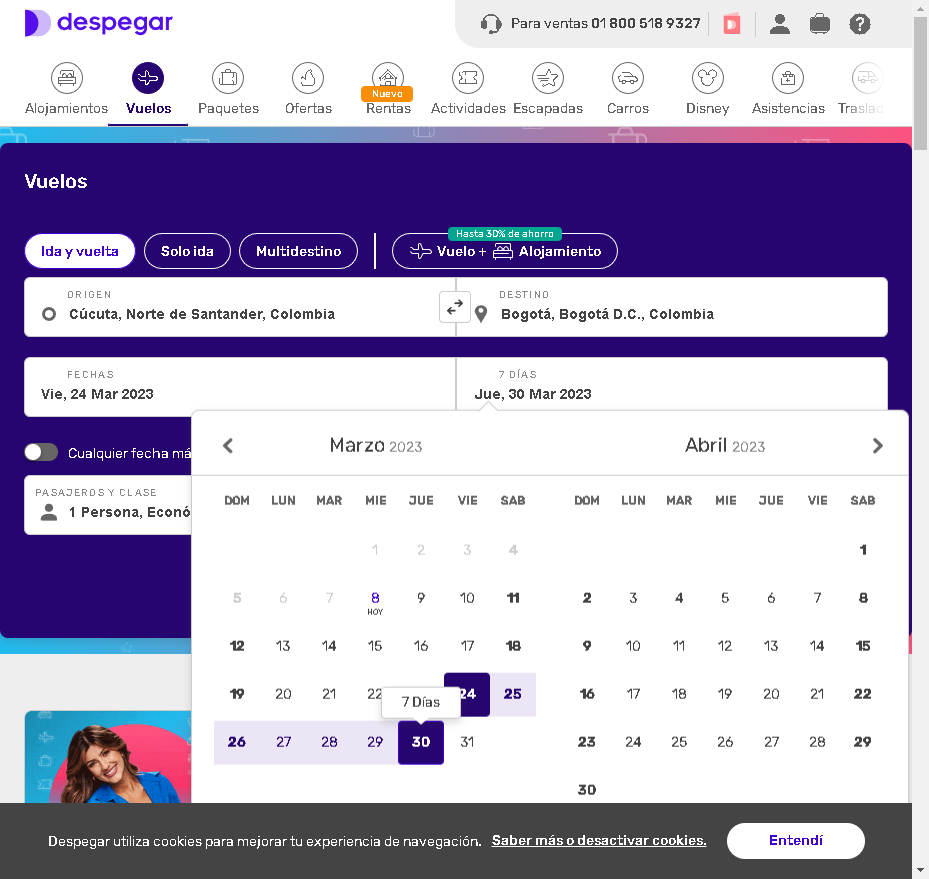 despegar
Para ventas 01 800 518 9327
Alojamientos
Vuelos
Paquetes
Ofertas
Nuevo
Rentas
Actividades
Escapadas
Carros
Disney
Asistencias
Traslad
Vuelos
Ida y vuelta
Solo ida
Multidestino
Hasta 30% de ahorro
Vuelo + Alojamiento
ORIGEN
Cúcuta, Norte de Santander, Colombia
DESTINO
Bogotá, Bogotá D.C., Colombia
FECHAS
Vie, 24 Mar 2023
7 DÍAS
Jue, 30 Mar 2023
Cualquier fecha má
PASAJEROS Y CLASE
1 Persona, Econó
Marzo 2023
DOM LUN MAR MIE JUE VIE SAB
1 2 3 4
5 6 7 8 9 10 11
HOY
12 13 14 15 16 17 18
19 20 21 22 24 25
7 Días
26 27 28 29 30 31
Abril 2023
DOM LUN MAR MIE JUE VIE SAB
1
2 3 4 5 6 7 8
9 10 11 12 13 14 15
16 17 18 19 20 21 22
23 24 25 26 27 28 29
30
Despegar utiliza cookies para mejorar tu experiencia de navegación. Saber más o desactivar cookies.
Entendí